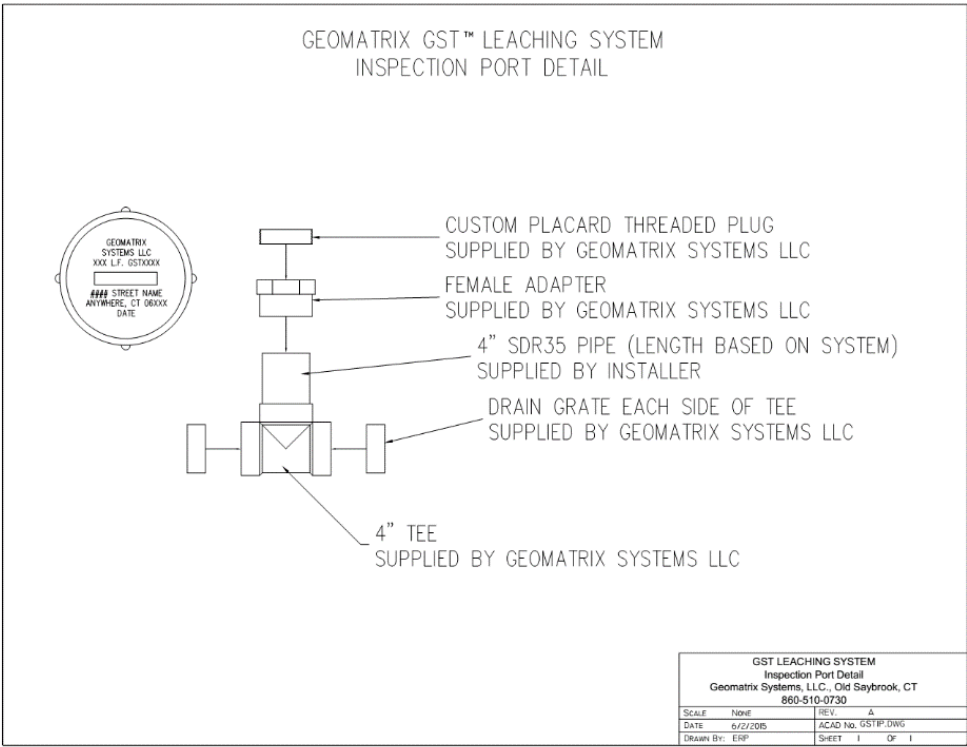 GEOMATRIX GST™ LEACHING SYSTEM
INSPECTION PORT DETAIL
GEOMATRIX
SYSTEMS LLC
XXX L.F. GSTXXXX
#### STREET NAME
ANYWHERE, CT 06XXX
DATE
CUSTOM PLACARD THREADED PLUG
SUPPLIED BY GEOMATRIX SYSTEMS LLC
FEMALE ADAPTER
SUPPLIED BY GEOMATRIX SYSTEMS LLC
4" SDR35 PIPE (LENGTH BASED ON SYSTEM)
SUPPLIED BY INSTALLER
DRAIN GRATE EACH SIDE OF TEE
SUPPLIED BY GEOMATRIX SYSTEMS LLC
4" TEE
SUPPLIED BY GEOMATRIX SYSTEMS LLC
GST LEACHING SYSTEM
Inspection Port Detail
Geomatrix Systems, LLC., Old Saybrook, CT
860-510-0730
SCALE NONE REV. A
DATE 6/2/2015 ACAD No. GSTIP.DWG
DRAWN BY: ERP SHEET 1 OF 1